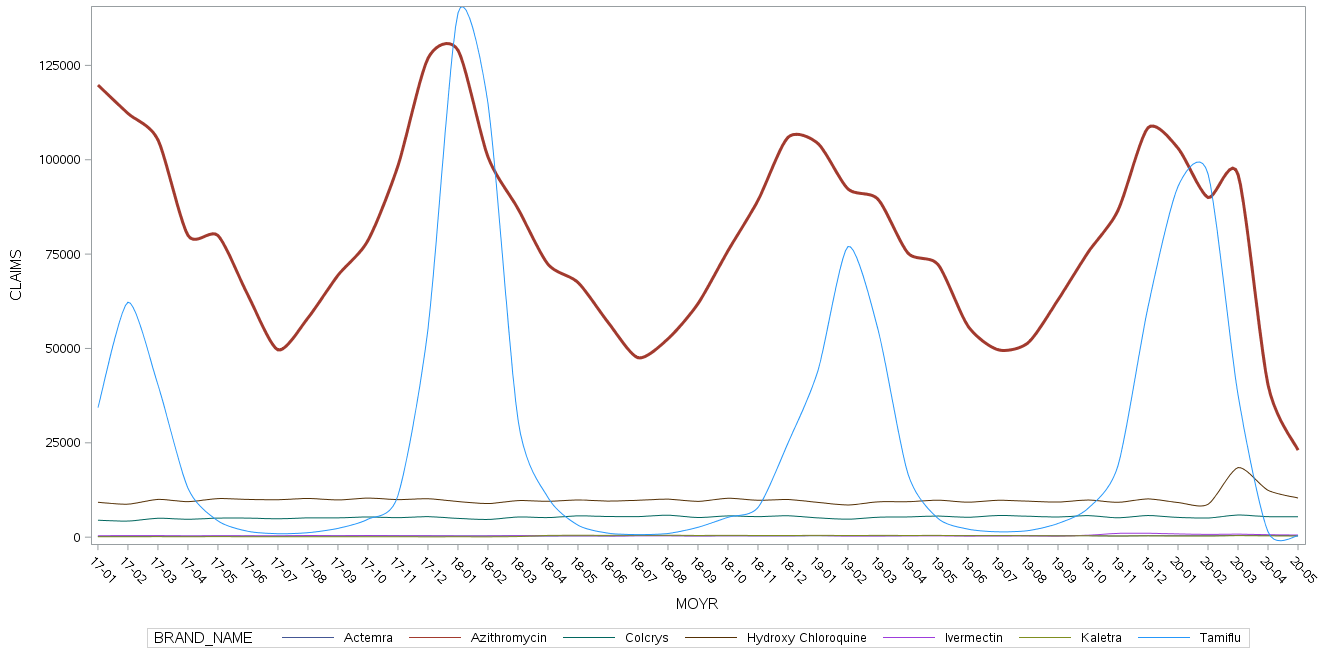 125000
100000
75000
50000
25000
0
CLAIMS
17-01 17-02 17-03 17-04 17-05 17-06 17-07 17-08 17-09 17-10 17-11 17-12 18-01 18-02 18-03 18-04 18-05 18-06 18-07 18-08 18-09 18-10 18-11 18-12 19-01 19-02 19-03 19-04 19-05 19-06 19-07 19-08 19-09 19-10 19-11 19-12 20-01 20-02 20-03 20-04 20-05
MOYR
BRAND_NAME Actemra Azithromycin Colcrys Hydroxy Chloroquine Ivermectin Kaletra Tamiflu